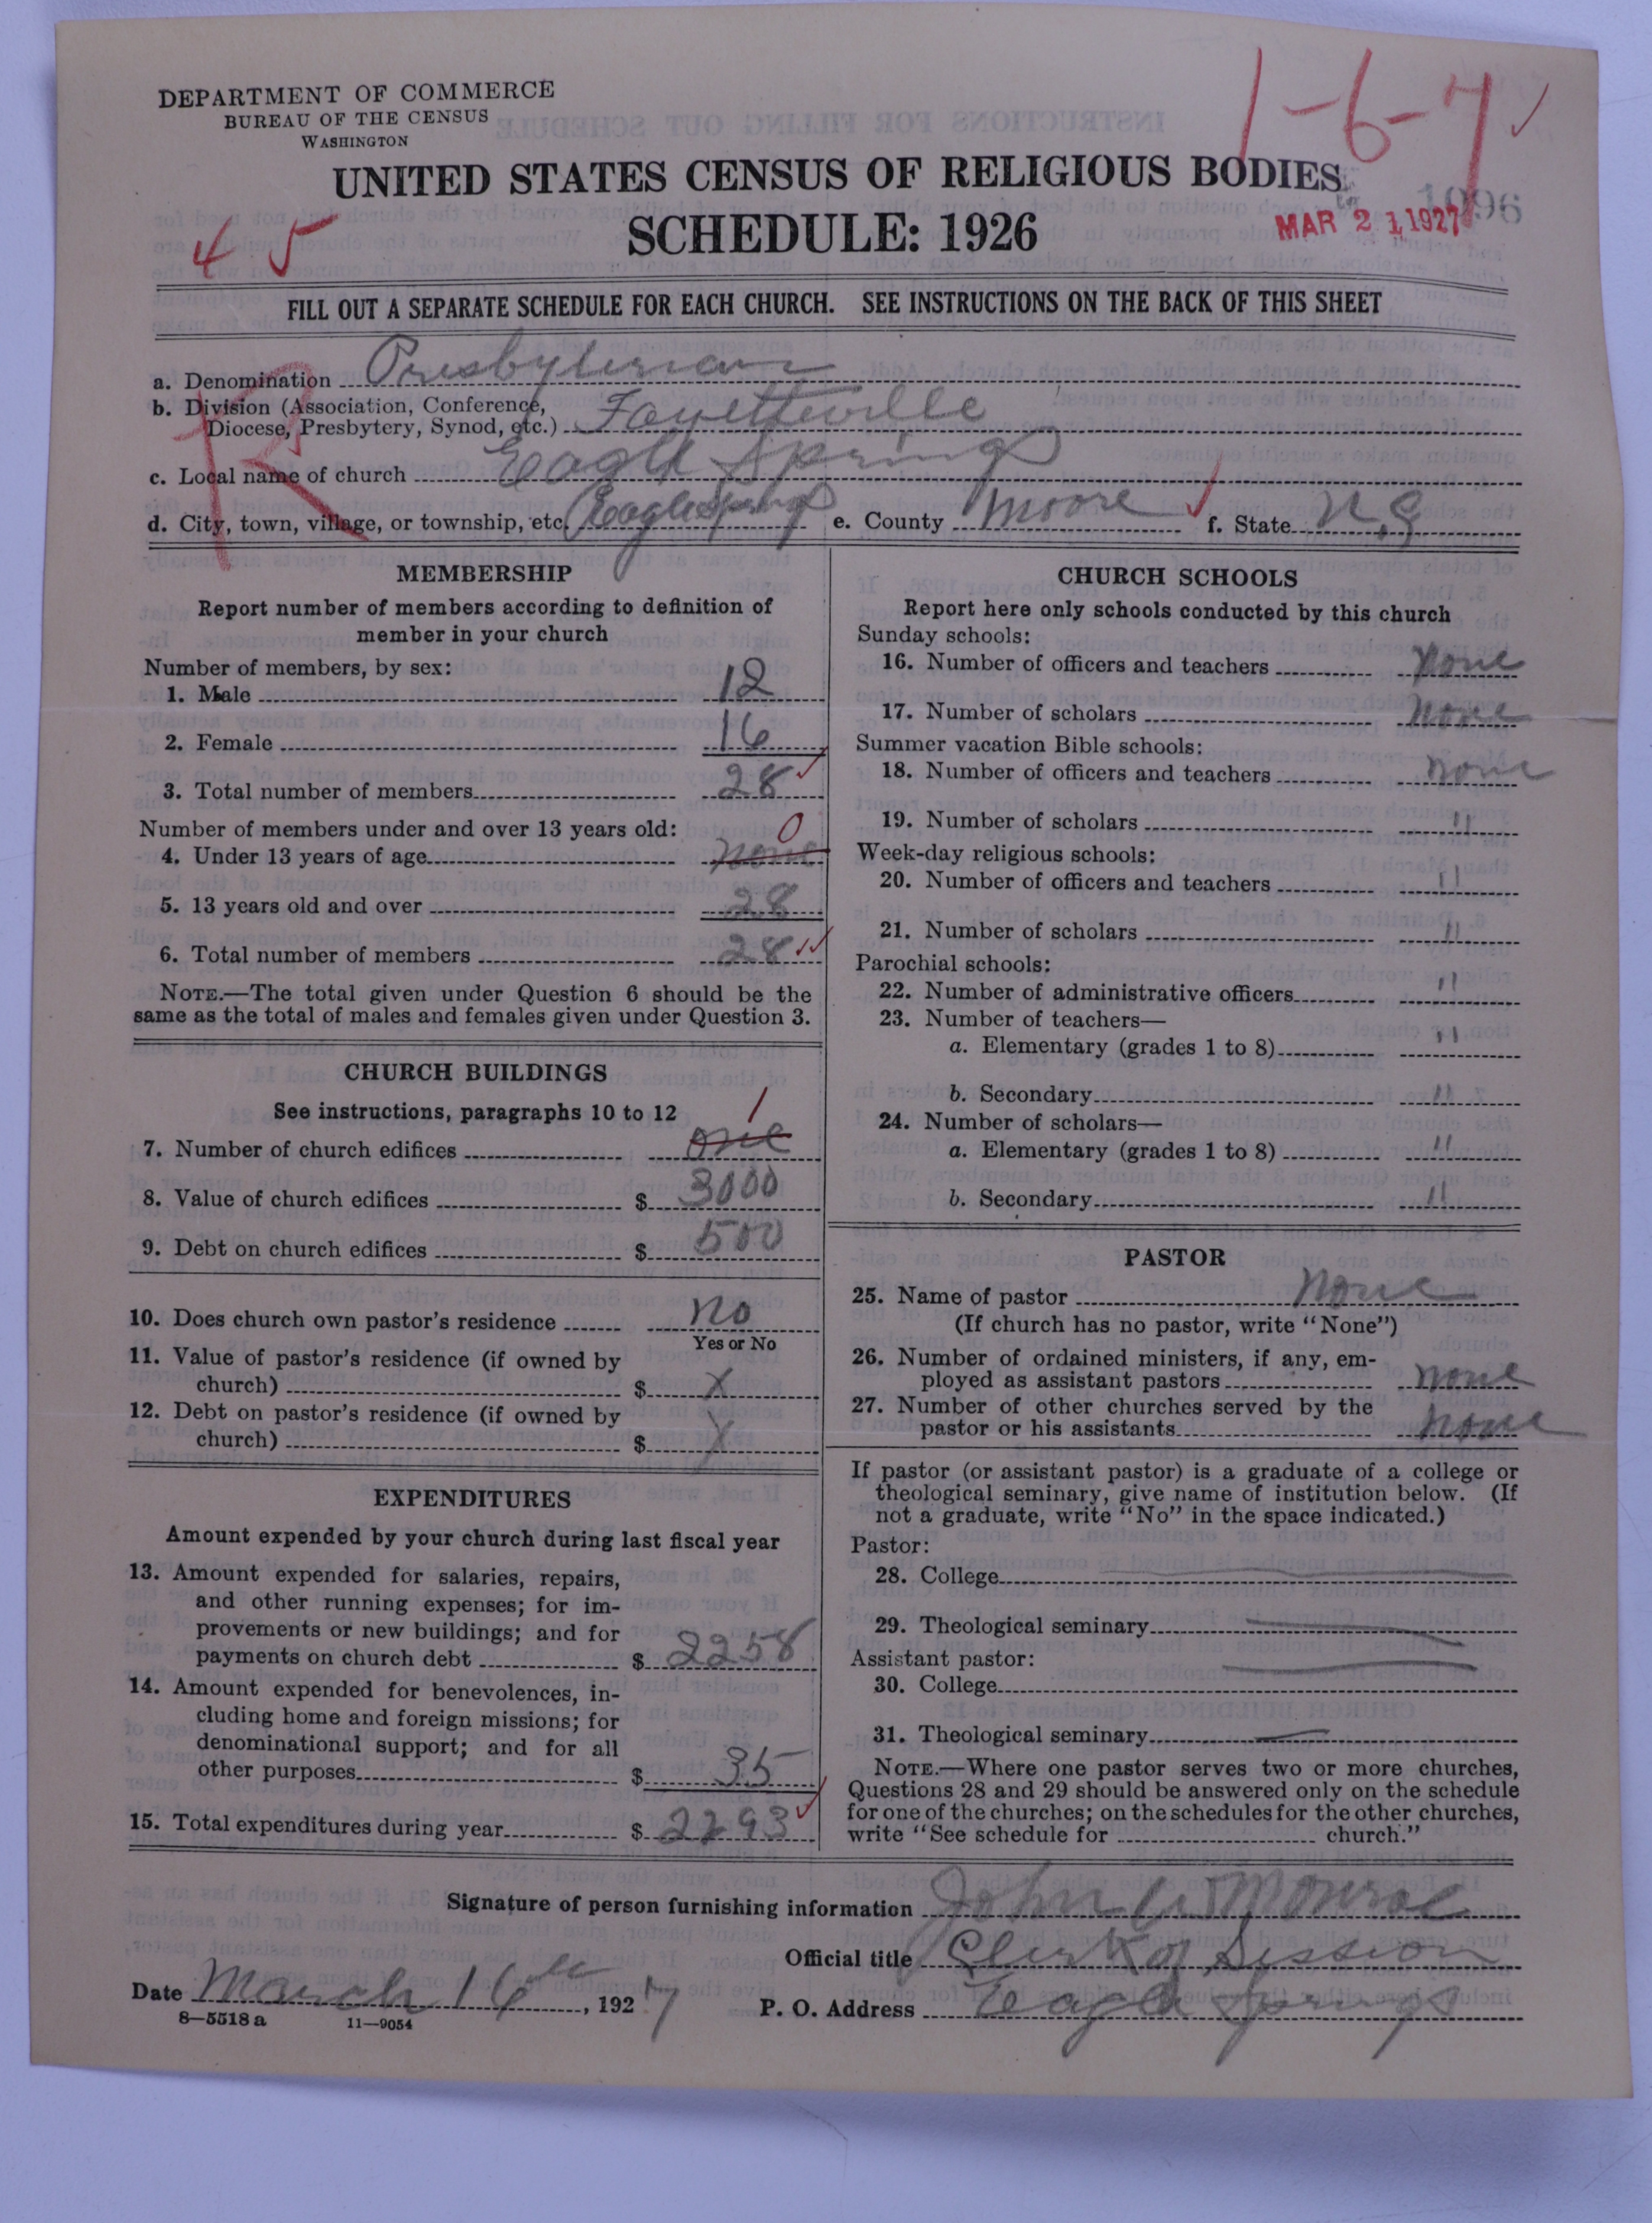 DEPARTMENT OF COMMERCE
BUREAU OF THE CENSUS
WASHINGTON
1-6-7
UNITED STATES CENSUS OF RELIGIOUS BODIES
SCHEDULE: 1926
MAR 21 1927
1096
45
FILL OUT A SEPARATE SCHEDULE FOR EACH CHURCH. SEE INSTRUCTIONS ON THE BACK OF THIS SHEET
R
a. Denomination Presbyterian
b. Division (Association, Conference, Diocese, Presbytery, Synod, etc.) Fayetteville
c. Local name of church Eagle Spring
d. City, town, village, or township, etc. Eagle Springs e. County Moore f. State N.C.
MEMBERSHIP
Report number of members according to definition of
member in your church
Number of members, by sex:
1. Male 12
2. Female 16
3. Total number of members 28
Number of members under and over 13 years old:
0
4. Under 13 years of age none
5. 13 years old and over 28
6. Total number of members 28
NOTE.—The total given under Question 6 should be the
same as the total of males and females given under Question 3.
CHURCH BUILDINGS
See instructions, paragraphs 10 to 12
1
7. Number of church edifices one
8. Value of church edifices $ 3000
9. Debt on church edifices $ 500
10. Does church own pastor's residence no
Yes or No
11. Value of pastor's residence (if owned by
church) $ X
12. Debt on pastor's residence (if owned by
church) $ X
EXPENDITURES
Amount expended by your church during last fiscal year
13. Amount expended for salaries, repairs,
and other running expenses; for im-
provements or new buildings; and for
payments on church debt $ 2258
14. Amount expended for benevolences, in-
cluding home and foreign missions; for
denominational support; and for all
other purposes $ 35
15. Total expenditures during year $ 2293
CHURCH SCHOOLS
Report here only schools conducted by this church
Sunday schools:
16. Number of officers and teachers none
17. Number of scholars none
Summer vacation Bible schools:
18. Number of officers and teachers none
19. Number of scholars "
Week-day religious schools:
20. Number of officers and teachers "
21. Number of scholars "
Parochial schools:
22. Number of administrative officers "
23. Number of teachers—
a. Elementary (grades 1 to 8) "
b. Secondary "
24. Number of scholars—
a. Elementary (grades 1 to 8) "
b. Secondary "
PASTOR
25. Name of pastor None
(If church has no pastor, write "None")
26. Number of ordained ministers, if any, em-
ployed as assistant pastors none
27. Number of other churches served by the
pastor or his assistants none
If pastor (or assistant pastor) is a graduate of a college or
theological seminary, give name of institution below. (If
not a graduate, write "No" in the space indicated.)
Pastor:
28. College
29. Theological seminary
Assistant pastor:
30. College
31. Theological seminary
NOTE.—Where one pastor serves two or more churches,
Questions 28 and 29 should be answered only on the schedule
for one of the churches; on the schedules for the other churches,
write "See schedule for church."
Signature of person furnishing information John W Monroe
Official title Clerk of Session
Date March 16th, 1927 P. O. Address Eagle Springs
8—5518a 11—9054